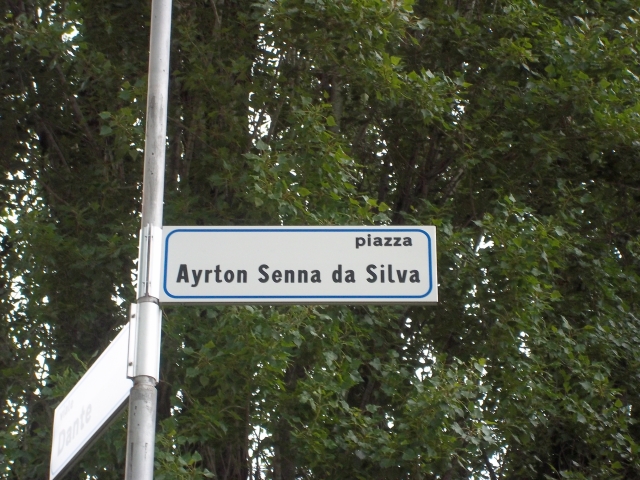 piazza
Ayrton Senna da Silva
Dante